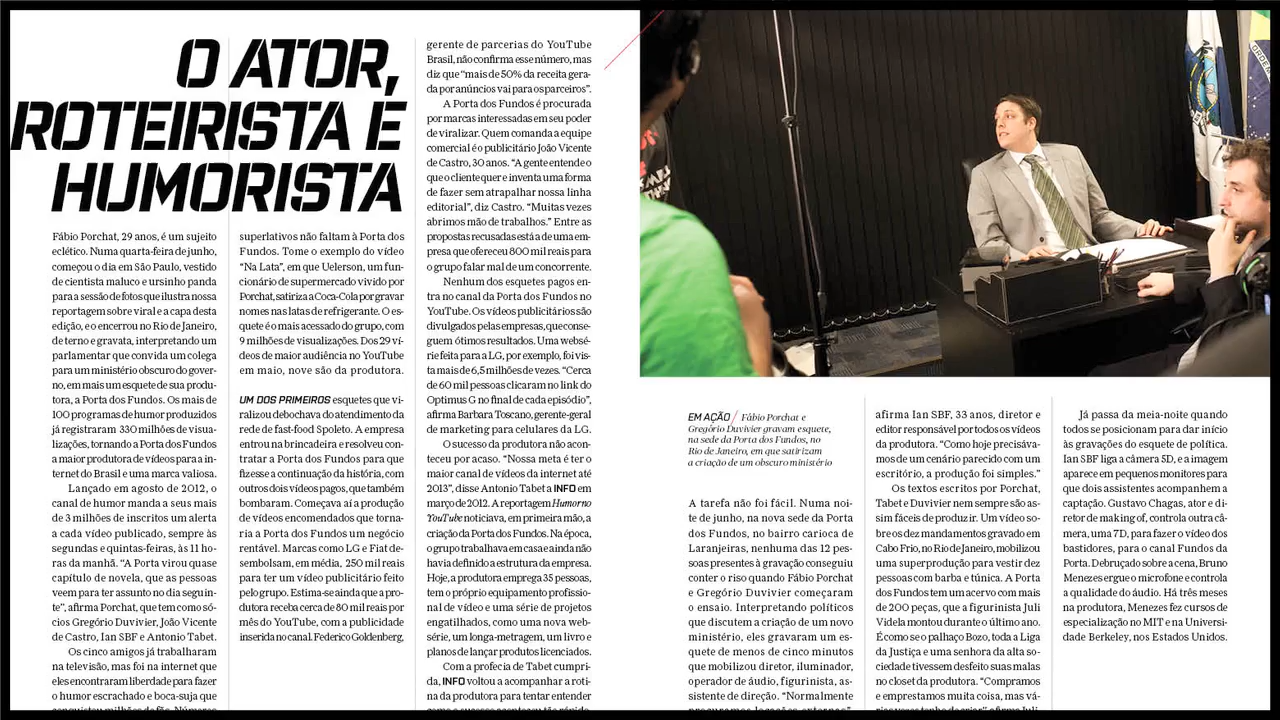 O ATOR,
ROTEIRISTA E
HUMORISTA
Fábio Porchat, 29 anos, é um sujeito
eclético. Numa quarta-feira de junho,
começou o dia em São Paulo, vestido
de cientista maluco e ursinho panda
para a sessão de fotos que ilustra nossa
reportagem sobre viral e a capa desta
edição, e o encerrou no Rio de Janeiro,
de terno e gravata, interpretando um
parlamentar que convida um colega
para um ministério obscuro do gover-
no, em mais um esquete de sua produ-
tora, a Porta dos Fundos. Os mais de
100 programas de humor produzidos
já registraram 330 milhões de visua-
lizações, tornando a Porta dos Fundos
a maior produtora de vídeos para a in-
ternet do Brasil e uma marca valiosa.
Lançado em agosto de 2012, o
canal de humor manda a seus mais
de 3 milhões de inscritos um alerta
a cada vídeo publicado, sempre às
segundas e quintas-feiras, às 11 ho-
ras da manhã. “A Porta virou quase
capítulo de novela, que as pessoas
veem para ter assunto no dia seguin-
te”, afirma Porchat, que tem como só-
cios Gregório Duvivier, João Vicente
de Castro, Ian SBF e Antonio Tabet.
Os cinco amigos já trabalharam
na televisão, mas foi na internet que
eles encontraram liberdade para fazer
o humor escrachado e boca-suja que
conquistou milhões de fãs. Números
superlativos não faltam à Porta dos
Fundos. Tome o exemplo do vídeo
“Na Lata”, em que Uelerson, um fun-
cionário de supermercado vivido por
Porchat, satiriza a Coca-Cola por gravar
nomes nas latas de refrigerante. O es-
quete é o mais acessado do grupo, com
9 milhões de visualizações. Dos 29 ví-
deos de maior audiência no YouTube
em maio, nove são da produtora.
UM DOS PRIMEIROS esquetes que vi-
ralizou debochava do atendimento da
rede de fast-food Spoleto. A empresa
entrou na brincadeira e resolveu con-
tratar a Porta dos Fundos para que
fizesse a continuação da história, com
outros dois vídeos pagos, que também
bombaram. Começava aí a produção
de vídeos encomendados que torna-
ria a Porta dos Fundos um negócio
rentável. Marcas como LG e Fiat de-
sembolsam, em média, 250 mil reais
para ter um vídeo publicitário feito
pelo grupo. Estima-se ainda que a pro-
dutora receba cerca de 80 mil reais por
mês do YouTube, com a publicidade
inserida no canal. Federico Goldenberg,
gerente de parcerias do YouTube
Brasil, não confirma esse número, mas
diz que “mais de 50% da receita gera-
da por anúncios vai para os parceiros”.
A Porta dos Fundos é procurada
por marcas interessadas em seu poder
de viralizar. Quem comanda a equipe
comercial é o publicitário João Vicente
de Castro, 30 anos. “A gente entende o
que o cliente quer e inventa uma forma
de fazer sem atrapalhar nossa linha
editorial”, diz Castro. “Muitas vezes
abrimos mão de trabalhos.” Entre as
propostas recusadas está a de uma em-
presa que ofereceu 800 mil reais para
o grupo falar mal de um concorrente.
Nenhum dos esquetes pagos en-
tra no canal da Porta dos Fundos no
YouTube. Os vídeos publicitários são
divulgados pelas empresas, que conse-
guem ótimos resultados. Uma websé-
rie feita para a LG, por exemplo, foi vis-
ta mais de 6,5 milhões de vezes. “Cerca
de 60 mil pessoas clicaram no link do
Optimus G no final de cada episódio”,
afirma Barbara Toscano, gerente-geral
de marketing para celulares da LG.
O sucesso da produtora não acon-
teceu por acaso. “Nossa meta é ter o
maior canal de vídeos da internet até
2013”, disse Antonio Tabet a INFO em
março de 2012. A reportagem Humor no
YouTube noticiava, em primeira mão, a
criação da Porta dos Fundos. Na época,
o grupo trabalhava em casa e ainda não
havia definido a estrutura da empresa.
Hoje, a produtora emprega 35 pessoas,
tem o próprio equipamento profissio-
nal de vídeo e uma série de projetos
engatilhados, como uma nova web-
série, um longa-metragem, um livro e
planos de lançar produtos licenciados.
Com a profecia de Tabet cumpri-
da, INFO voltou a acompanhar a roti-
na da produtora para tentar entender
como o sucesso aconteceu tão rápido.
ORDEM
EM AÇÃO / Fábio Porchat e
Gregório Duvivier gravam esquete,
na sede da Porta dos Fundos, no
Rio de Janeiro, em que satirizam
a criação de um obscuro ministério
A tarefa não foi fácil. Numa noi-
te de junho, na nova sede da Porta
dos Fundos, no bairro carioca de
Laranjeiras, nenhuma das 12 pes-
soas presentes à gravação conseguiu
conter o riso quando Fábio Porchat
e Gregório Duvivier começaram
o ensaio. Interpretando políticos
que discutem a criação de um novo
ministério, eles gravaram um es-
quete de menos de cinco minutos
que mobilizou diretor, iluminador,
operador de áudio, figurinista, as-
sistente de direção. “Normalmente
procuramos locações externas”,
afirma Ian SBF, 33 anos, diretor e
editor responsável por todos os vídeos
da produtora. “Como hoje precisáva-
mos de um cenário parecido com um
escritório, a produção foi simples.”
Os textos escritos por Porchat,
Tabet e Duvivier nem sempre são as-
sim fáceis de produzir. Um vídeo so-
bre os dez mandamentos gravado em
Cabo Frio, no Rio de Janeiro, mobilizou
uma superprodução para vestir dez
pessoas com barba e túnica. A Porta
dos Fundos tem um acervo com mais
de 200 peças, que a figurinista Juli
Videla montou durante o último ano.
É como se o palhaço Bozo, toda a Liga
da Justiça e uma senhora da alta so-
ciedade tivessem desfeito suas malas
no closet da produtora. “Compramos
e emprestamos muita coisa, mas vá-
rias vezes tenho de criar”, afirma Juli.
Já passa da meia-noite quando
todos se posicionam para dar início
às gravações do esquete de política.
Ian SBF liga a câmera 5D, e a imagem
aparece em pequenos monitores para
que dois assistentes acompanhem a
captação. Gustavo Chagas, ator e di-
retor de making of, controla outra câ-
mera, uma 7D, para fazer o vídeo dos
bastidores, para o canal Fundos da
Porta. Debruçado sobre a cena, Bruno
Menezes ergue o microfone e controla
a qualidade do áudio. Há três meses
na produtora, Menezes fez cursos de
especialização no MIT e na Universi-
dade Berkeley, nos Estados Unidos.